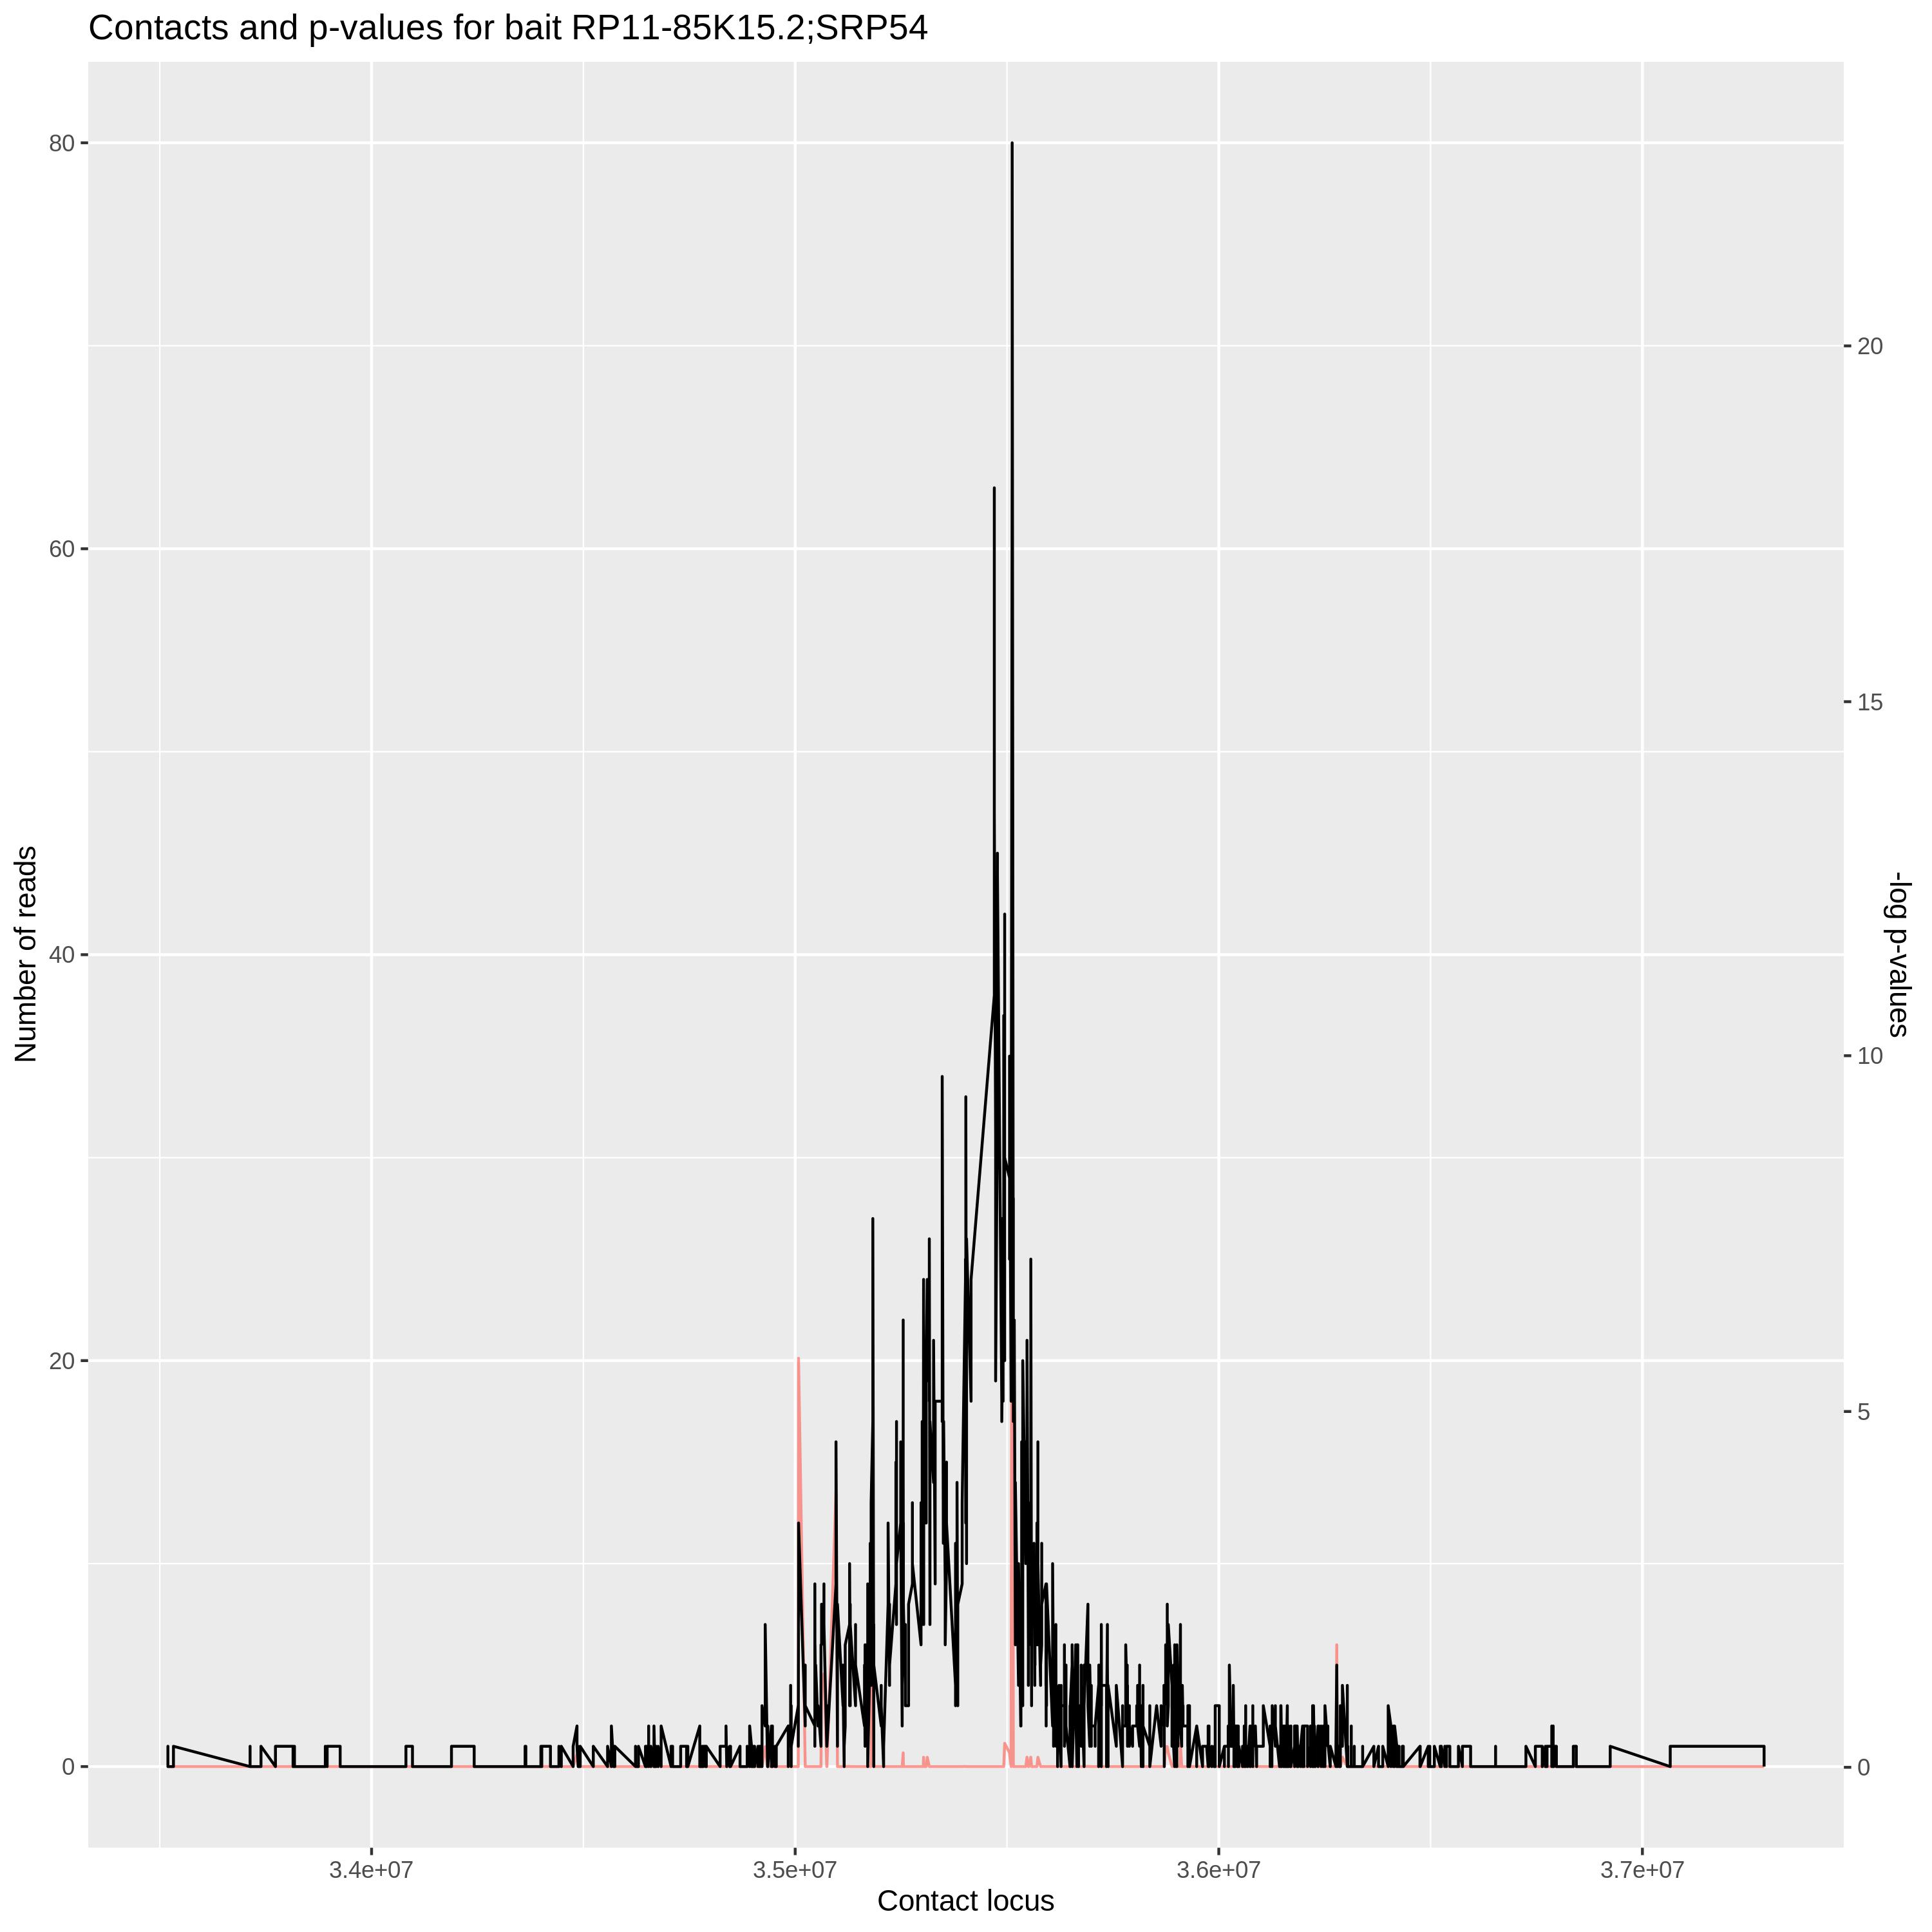 Contacts and p-values for bait RP11-85K15.2;SRP54
80
60
40
20
0
Number of reads
20
15
10
5
0
-log p-values
3.4e+07 3.5e+07 3.6e+07 3.7e+07
Contact locus